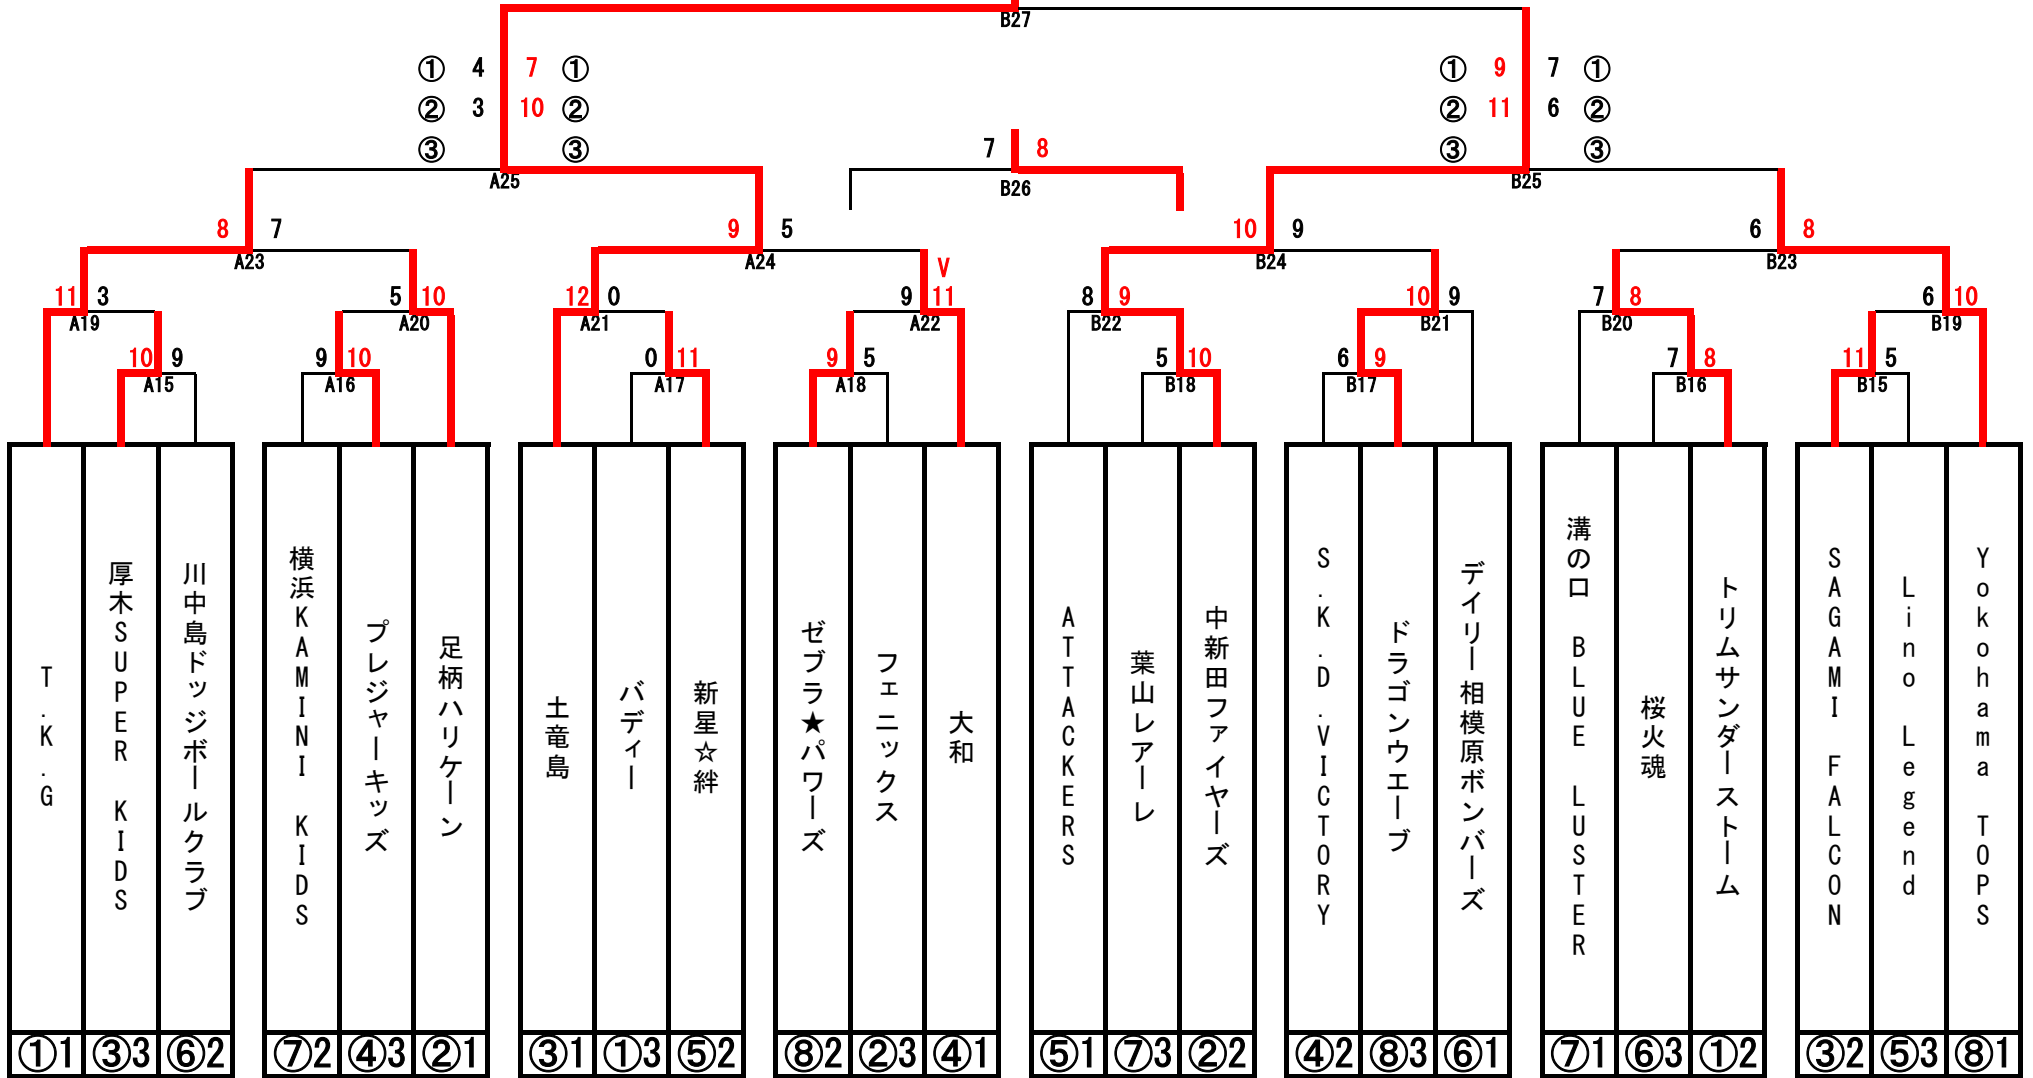 B27
① 4 7 ① ① 9 7 ①
② 3 10 ② ② 11 6 ②
③ ③ 7 8 ③ ③
A25 B26 B25
8 7 9 5 10 9 6 8
A23 A24 B24 B23
V
11 3 5 10 12 0 9 11 8 9 10 9 7 8 6 10
A19 A20 A21 A22 B22 B21 B20 B19
10 9 9 10 0 11 9 5 5 10 6 9 7 8 11 5
A15 A16 A17 A18 B18 B17 B16 B15
T.K.G
厚木SUPER KIDS
川中島ドッジボールクラブ
横浜KAMINI KIDS
プレジャーキッズ
足柄ハリケーン
土竜島
バディー
新星☆絆
ゼブラ★パワーズ
フェニックス
大和
ATTACKERS
葉山レアーレ
中新田ファイヤーズ
S.K.D.VICTORY
ドラゴンウエーブ
デイリー相模原ボンバーズ
溝の口 BLUE LUSTER
桜火魂
トリムサンダーストーム
SAGAMI FALCON
Lino Legend
Yokohama TOPS
①1 ③3 ⑥2 ⑦2 ④3 ②1 ③1 ①3 ⑤2 ⑧2 ②3 ④1 ⑤1 ⑦3 ②2 ④2 ⑧3 ⑥1 ⑦1 ⑥3 ①2 ③2 ⑤3 ⑧1